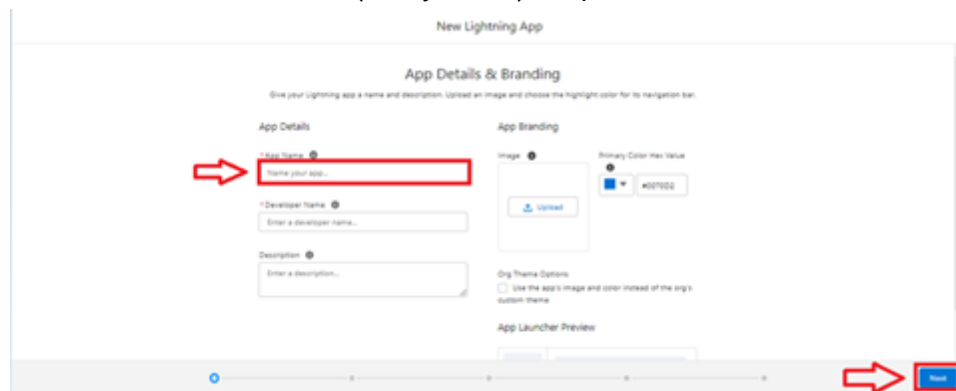 New Lightning App
App Details & Branding
Give your Lightning app a name and description. Upload an image and choose the highlight color for its navigation bar.
App Details
App Branding
* App Name
Name your app...
Image
Primary Color Hex Value
#0070D2
Upload
* Developer Name
Enter a developer name...
Description
Enter a description...
Org Theme Options
Use the app's image and color instead of the org's
custom theme
App Launcher Preview
Next